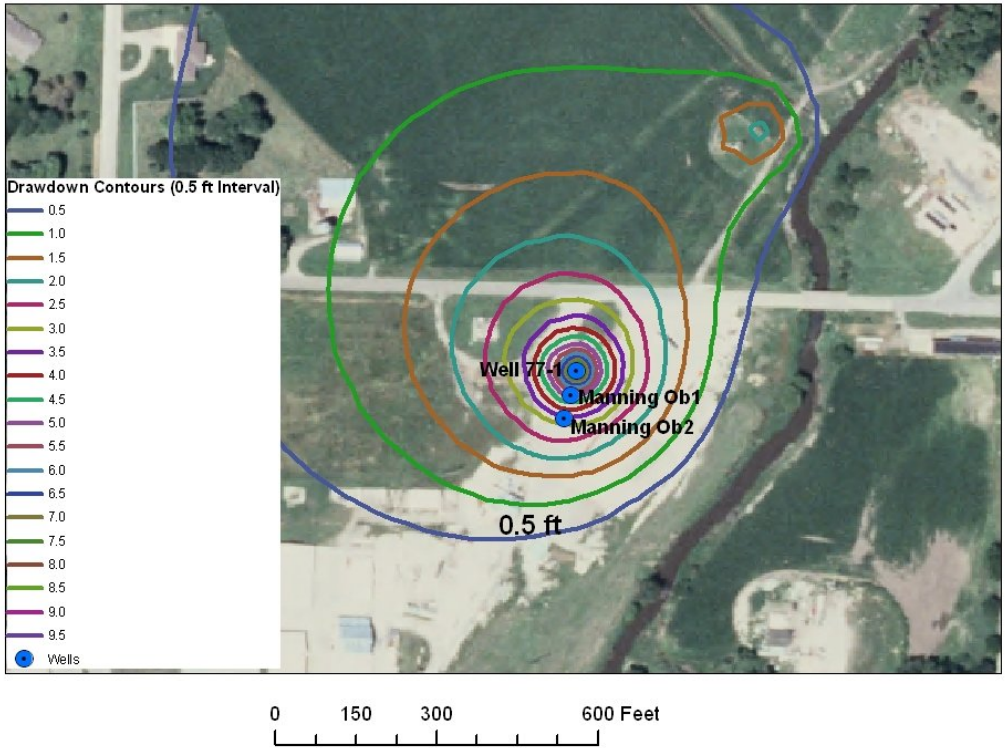 Drawdown Contours (0.5 ft Interval)
0.5
1.0
1.5
2.0
2.5
3.0
3.5
4.0
4.5
5.0
5.5
6.0
6.5
7.0
7.5
8.0
8.5
9.0
9.5
Wells
Well 77-1
Manning Ob1
Manning Ob2
0.5 ft
0 150 300 600 Feet